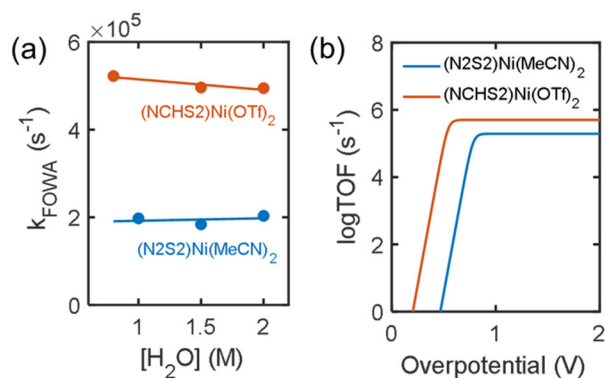 (a)
×10⁵
6
4
2
0
k_FOWA (s⁻¹)
(NCHS2)Ni(OTf)₂
(N2S2)Ni(MeCN)₂
1
1.5
2
[H₂O] (M)
(b)
8
6
4
2
0
logTOF (s⁻¹)
(N2S2)Ni(MeCN)₂
(NCHS2)Ni(OTf)₂
0
1
2
Overpotential (V)